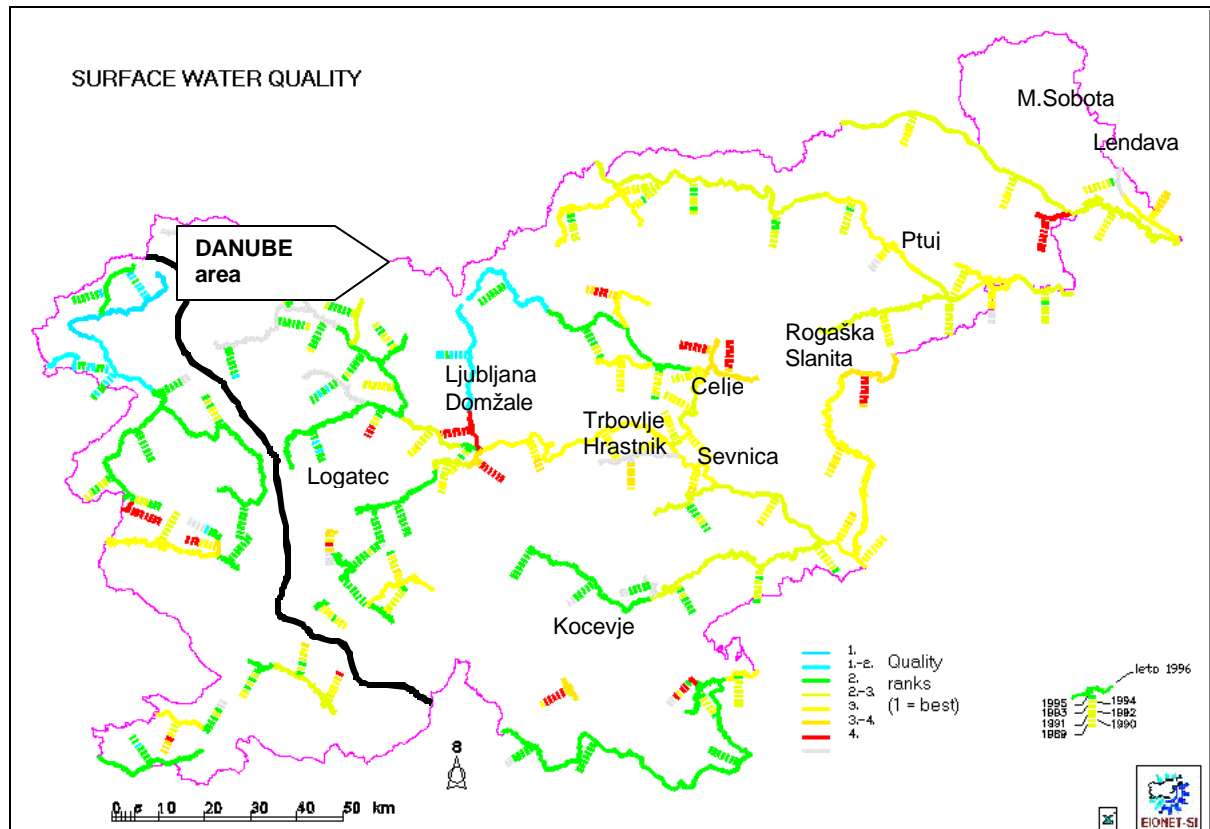 SURFACE WATER QUALITY
M.Sobota
Lendava
DANUBE
area
Ptuj
Rogaška
Slanita
Ljubljana
Domžale
Celje
Trbovlje
Hrastnik
Sevnica
Logatec
Kocevje
1.
1.-2. Quality
2. ranks
2.-3.
3. (1 = best)
3.-4.
4.
leto 1996
1995 1994
1993 1992
1991 1990
1989
8
0 5 10 20 30 40 50 km
EIONET-SI